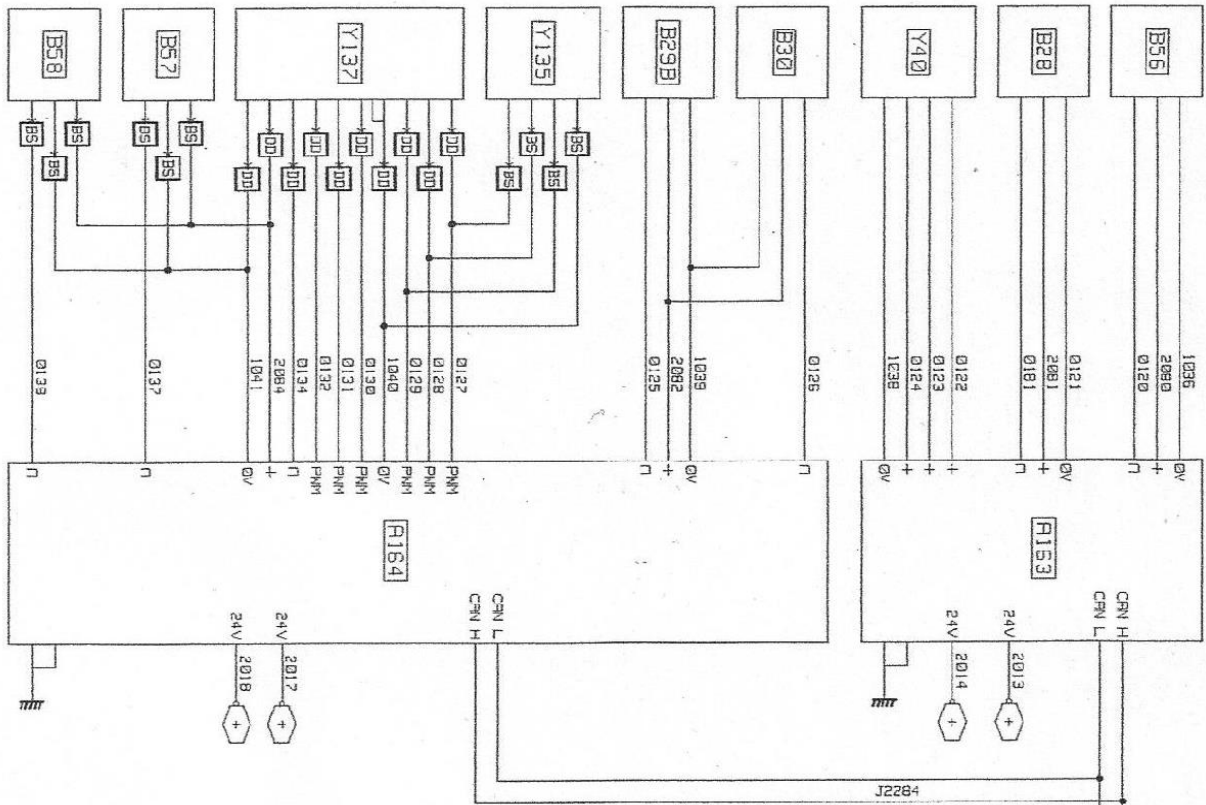 B58
B57
Y137
Y135
B29B
B30
Y40
B28
B56
BS
BS
BS
BS
BS
BS
DD
DD
DD
DD
DD
DD
DD
DD
DD
DD
BS
BS
BS
BS
0139
0137
1041
2084
0134
0132
0131
0130
1040
0129
0128
0127
0125
2082
1039
0126
1038
0124
0123
0122
0181
2081
0121
0120
2080
1036
U
U
0V
+
U
PWM
PWM
PWM
0V
PWM
PWM
PWM
U
+
0V
U
0V
+
+
+
U
+
0V
U
+
0V
A164
A163
24V
24V
CAN H
CAN L
24V
24V
CAN L
CAN H
2018
2017
2014
2013
+
+
+
+
J2284